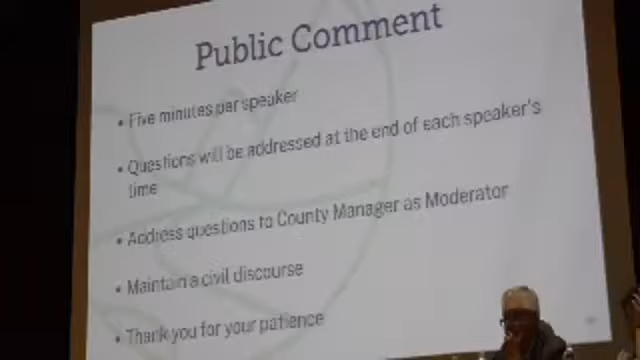 Public Comment
• Five minutes per speaker
• Questions will be addressed at the end of each speaker's
time
• Address questions to County Manager as Moderator
• Maintain a civil discourse
• Thank you for your patience